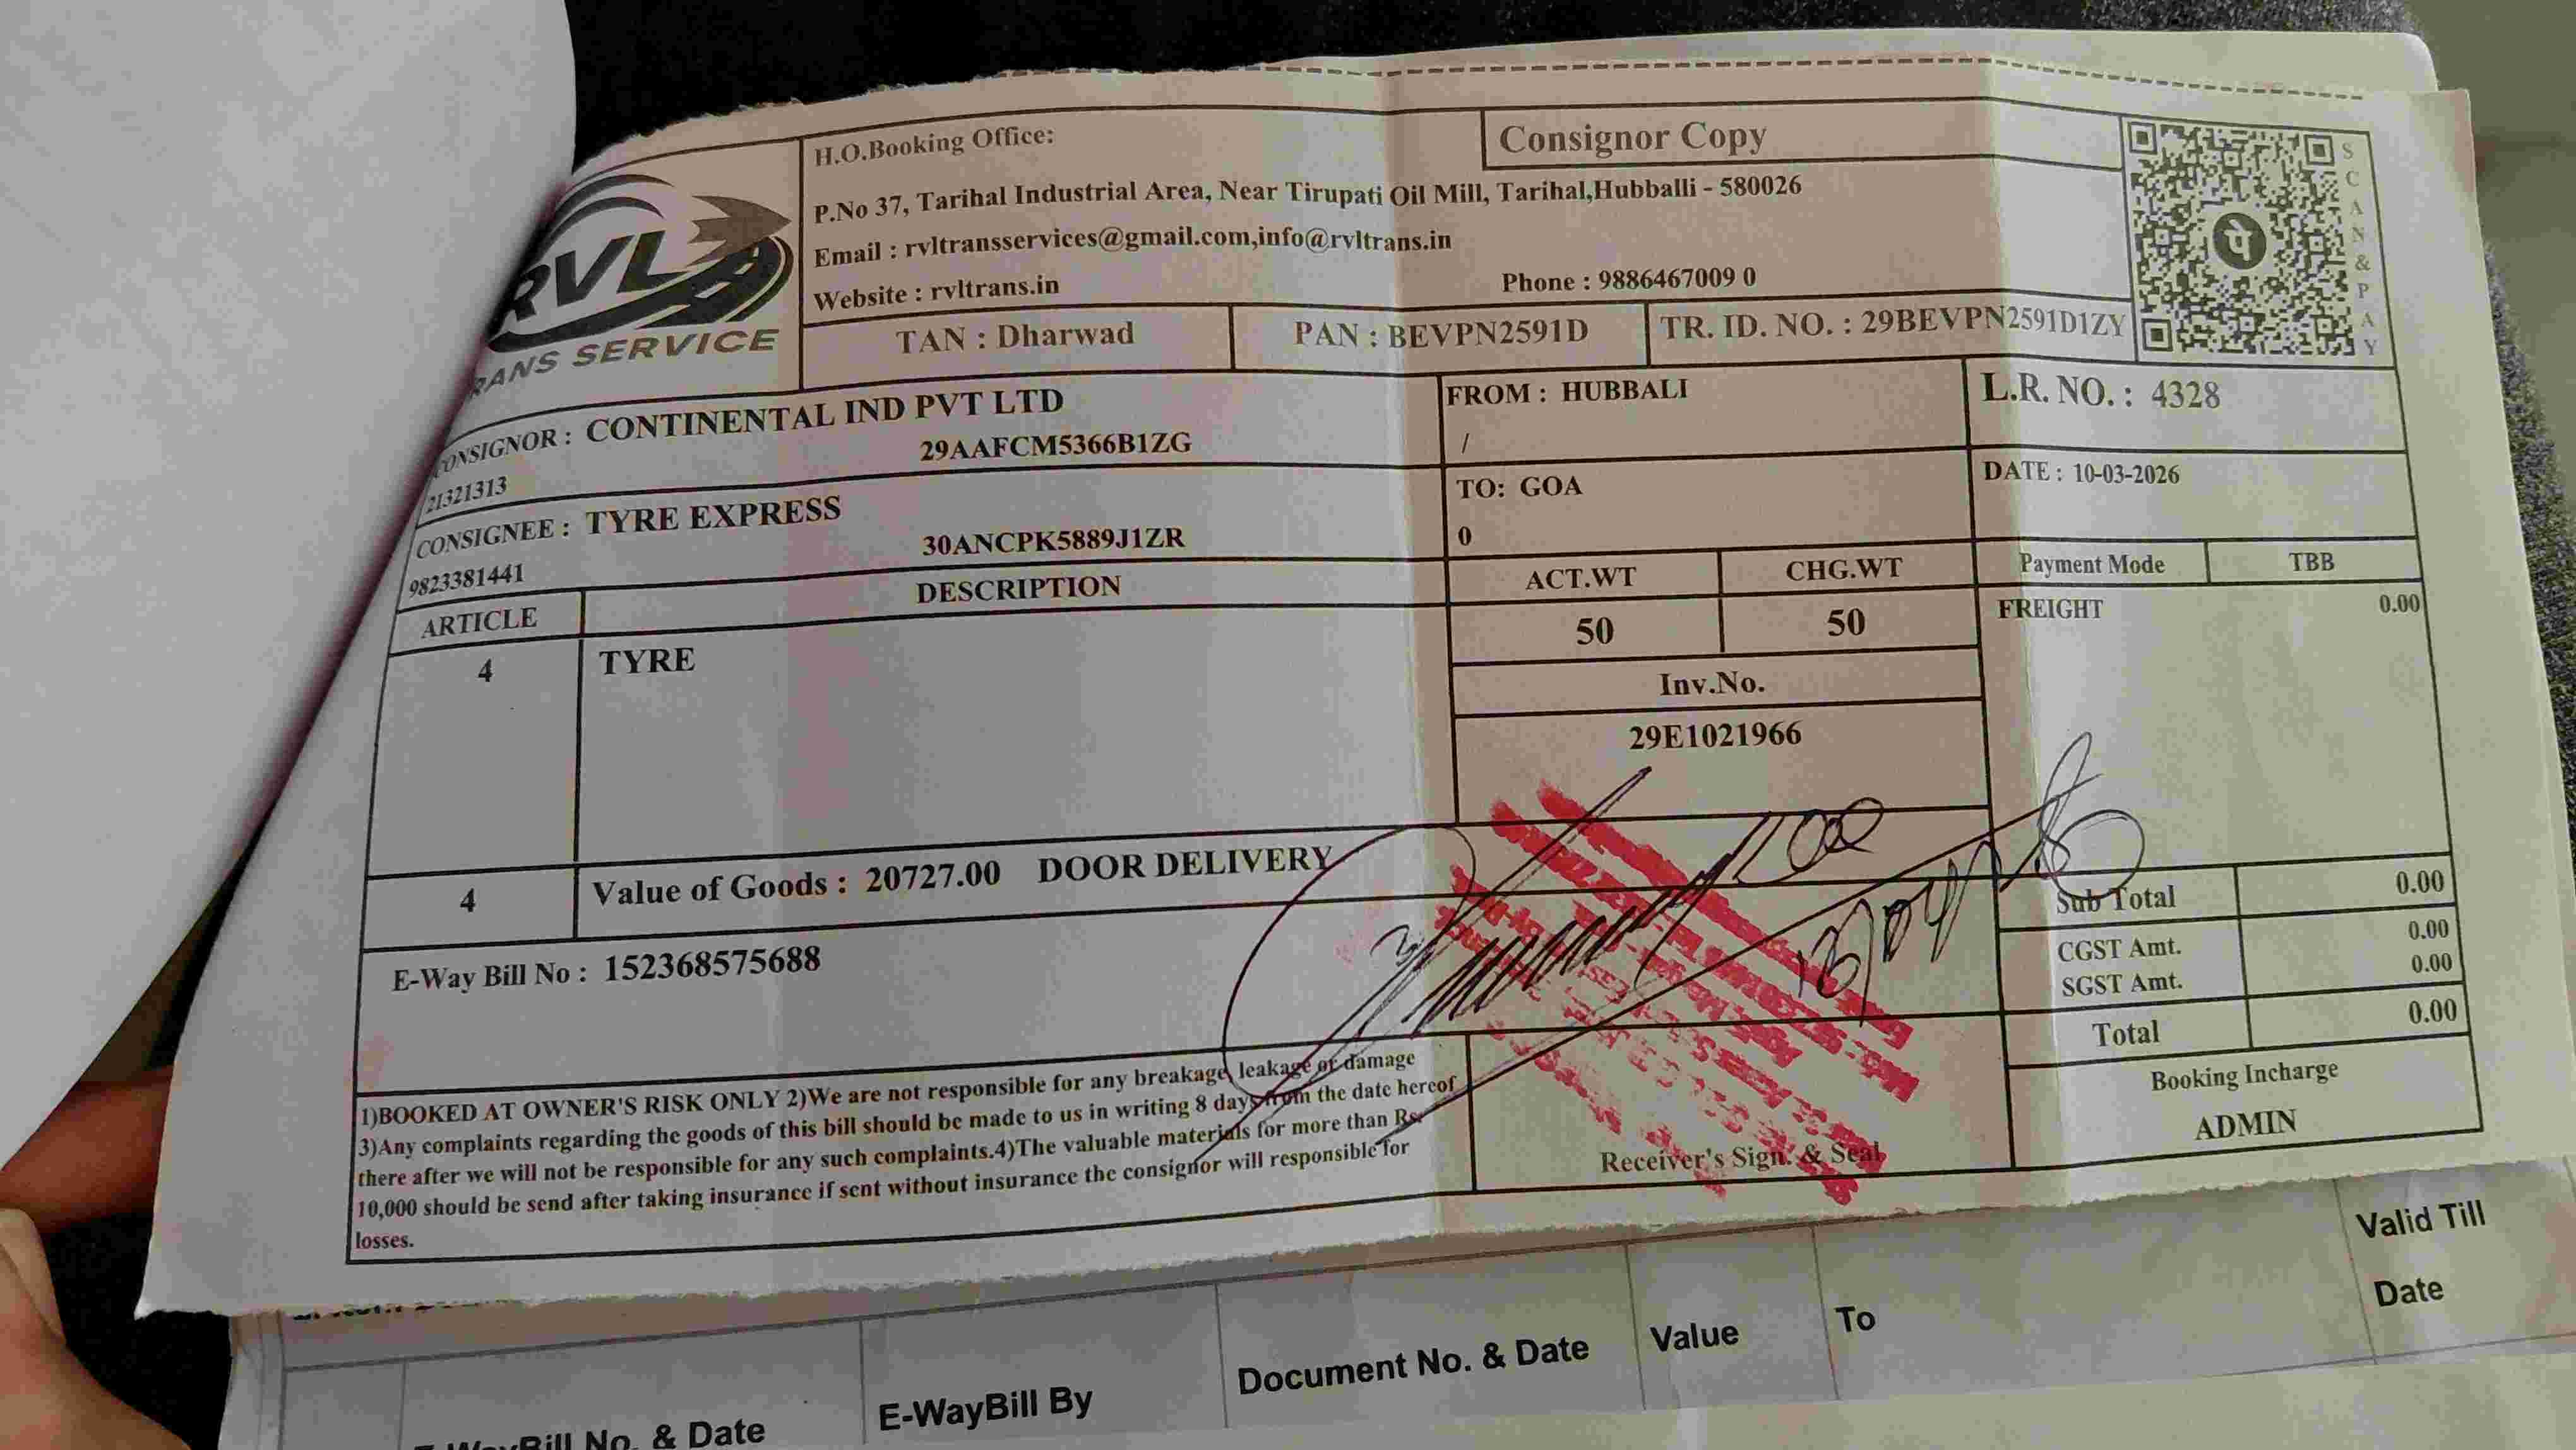 RVL
TRANS SERVICE
H.O.Booking Office:
Consignor Copy
P.No 37, Tarihal Industrial Area, Near Tirupati Oil Mill, Tarihal,Hubballi - 580026
Email : rvltransservices@gmail.com,info@rvltrans.in
Website : rvltrans.in
Phone : 9886467009 0
पे
SCAN & PAY
TAN : Dharwad
PAN : BEVPN2591D
TR. ID. NO. : 29BEVPN2591D1ZY
CONSIGNOR : CONTINENTAL IND PVT LTD
29AAFCM5366B1ZG
21321313
FROM : HUBBALI
/
L.R. NO. : 4328
CONSIGNEE : TYRE EXPRESS
30ANCPK5889J1ZR
9823381441
TO: GOA
0
DATE : 10-03-2026
ARTICLE
DESCRIPTION
ACT.WT
CHG.WT
Payment Mode
TBB
4
TYRE
50
50
FREIGHT
0.00
Inv.No.
29E1021966
4
Value of Goods : 20727.00 DOOR DELIVERY
Sub Total
0.00
E-Way Bill No : 152368575688
CGST Amt.
0.00
SGST Amt.
0.00
Total
0.00
1)BOOKED AT OWNER'S RISK ONLY 2)We are not responsible for any breakage, leakage or damage
3)Any complaints regarding the goods of this bill should be made to us in writing 8 days from the date hereof
there after we will not be responsible for any such complaints.4)The valuable materials for more than Rs.
10,000 should be send after taking insurance if sent without insurance the consignor will responsible for
losses.
Receiver's Sign. & Seal
Booking Incharge
ADMIN
Bill No. & Date
E-WayBill By
Document No. & Date
Value
To
Valid Till
Date